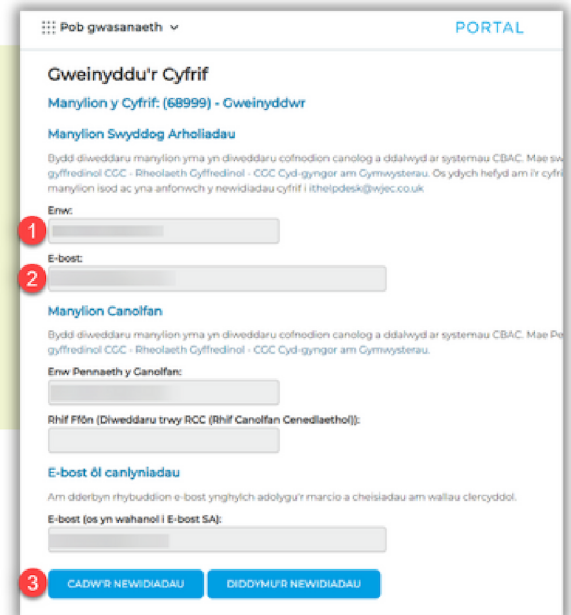 Pob gwasanaeth
PORTAL
Gweinyddu'r Cyfrif
Manylion y Cyfrif: (68999) - Gweinyddwr
Manylion Swyddog Arholiadau
Bydd diweddaru manylion yma yn diweddaru cofnodion canolog a ddalwyd ar systemau CBAC. Mae sw
gyffredinol CGC - Rheolaeth Gyffredinol - CGC Cyd-gyngor am Gymwysterau. Os ydych hefyd am i'r cyfri
manylion isod ac yna anfonwch y newidiadau cyfrif i ithelpdesk@wjec.co.uk
Enw:
1
E-bost:
2
Manylion Canolfan
Bydd diweddaru manylion yma yn diweddaru cofnodion canolog a ddalwyd ar systemau CBAC. Mae Pe
gyffredinol CGC - Rheolaeth Gyffredinol - CGC Cyd-gyngor am Gymwysterau.
Enw Pennaeth y Ganolfan:
Rhif Ffôn (Diweddaru trwy RCC (Rhif Canolfan Cenedlaethol)):
E-bost ôl canlyniadau
Am dderbyn rhybuddion e-bost ynghylch adolygu'r marcio a cheisiadau am wallau clercyddol.
E-bost (os yn wahanol i E-bost SA):
3 CADW'R NEWIDIADAU DIDDYMU'R NEWIDIADAU